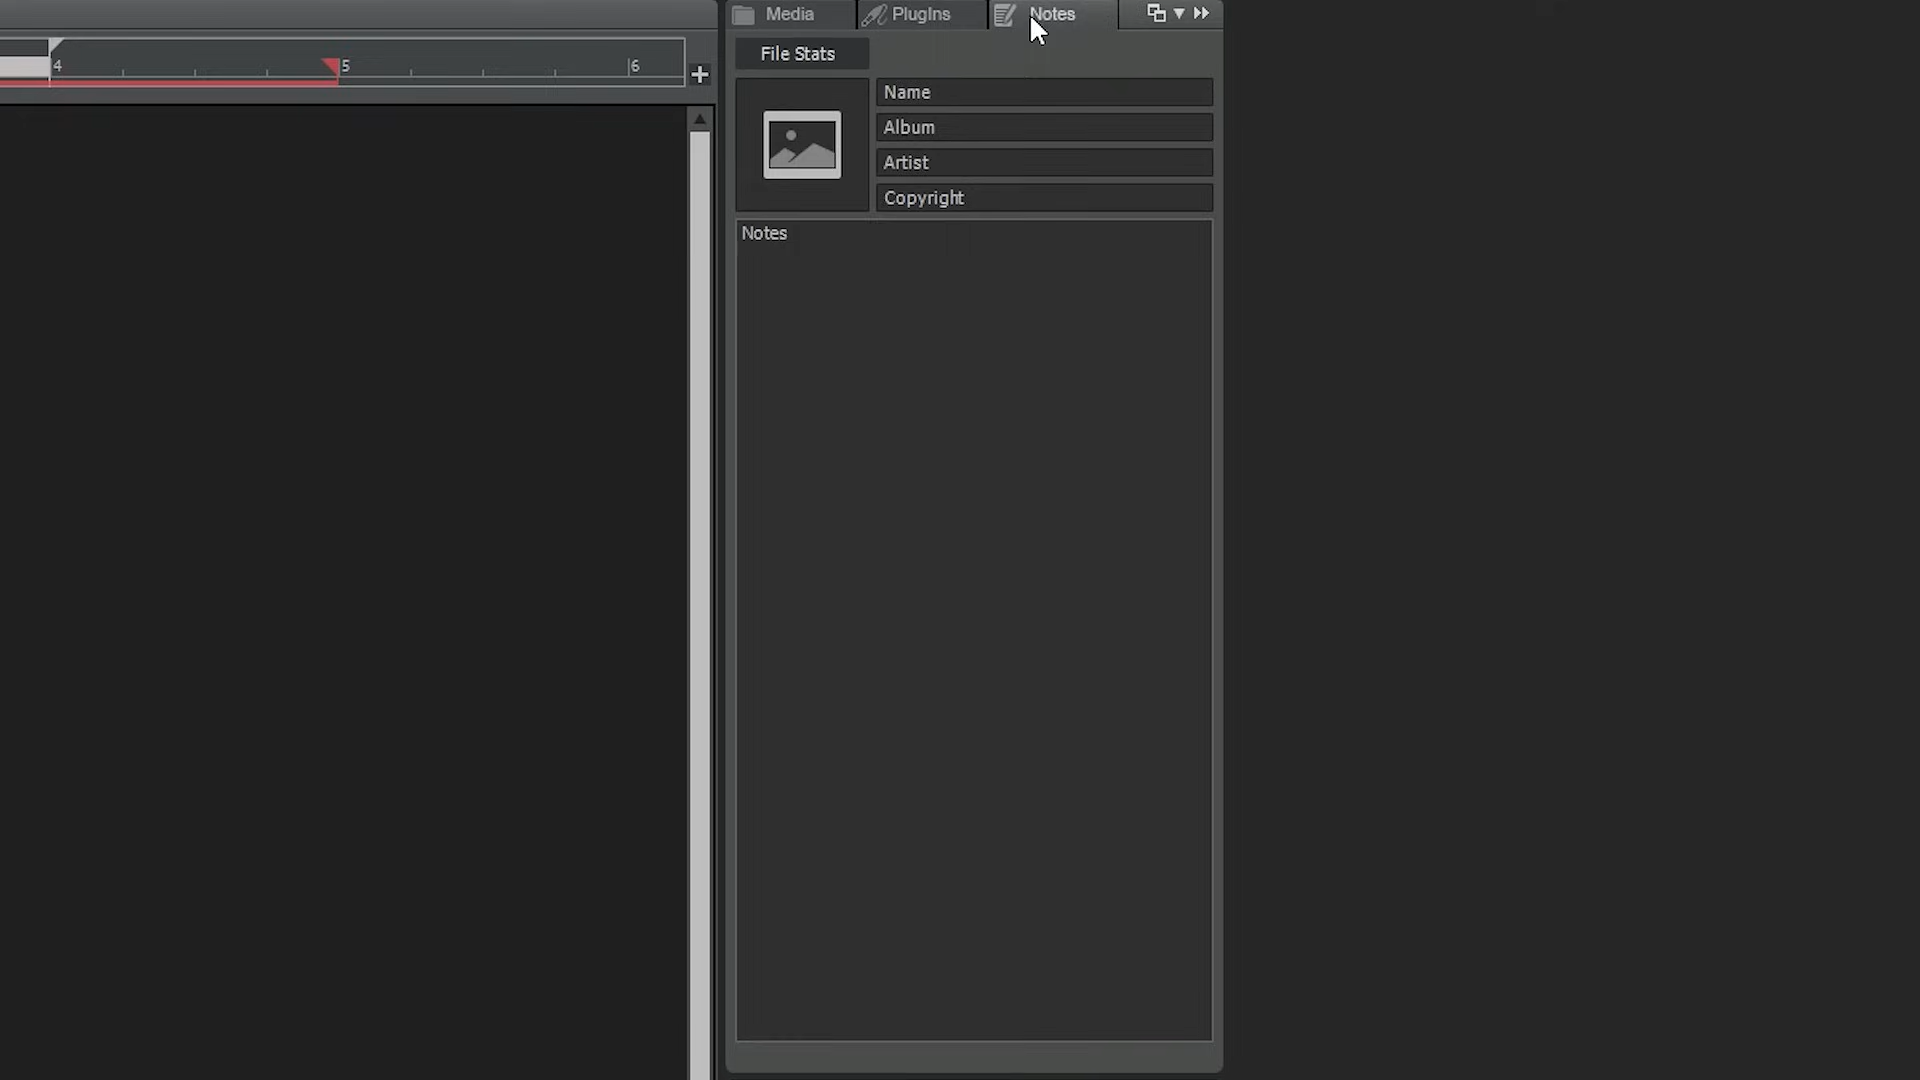 Media PlugIns Notes
4 5 6
File Stats
Name
Album
Artist
Copyright
Notes